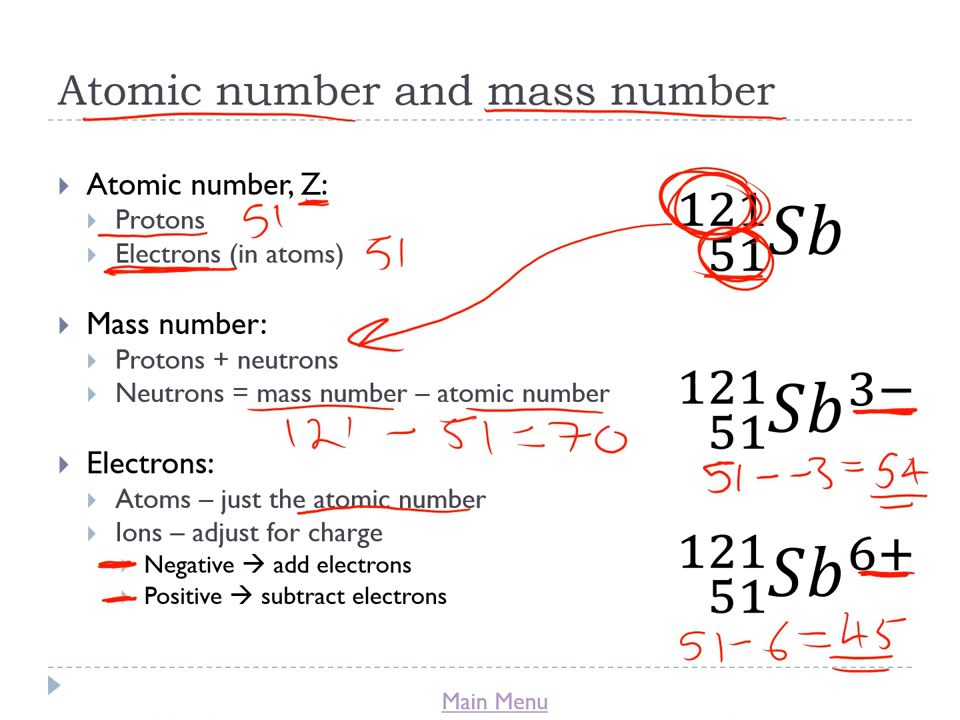 Atomic number and mass number
Atomic number, Z:
Protons 51
Electrons (in atoms) 51
121
51 Sb
Mass number:
Protons + neutrons
Neutrons = mass number – atomic number
121 - 51 = 70
121
51 Sb 3−
51 - -3 = 54
Electrons:
Atoms – just the atomic number
Ions – adjust for charge
Negative → add electrons
Positive → subtract electrons
121
51 Sb 6+
51 - 6 = 45
Main Menu